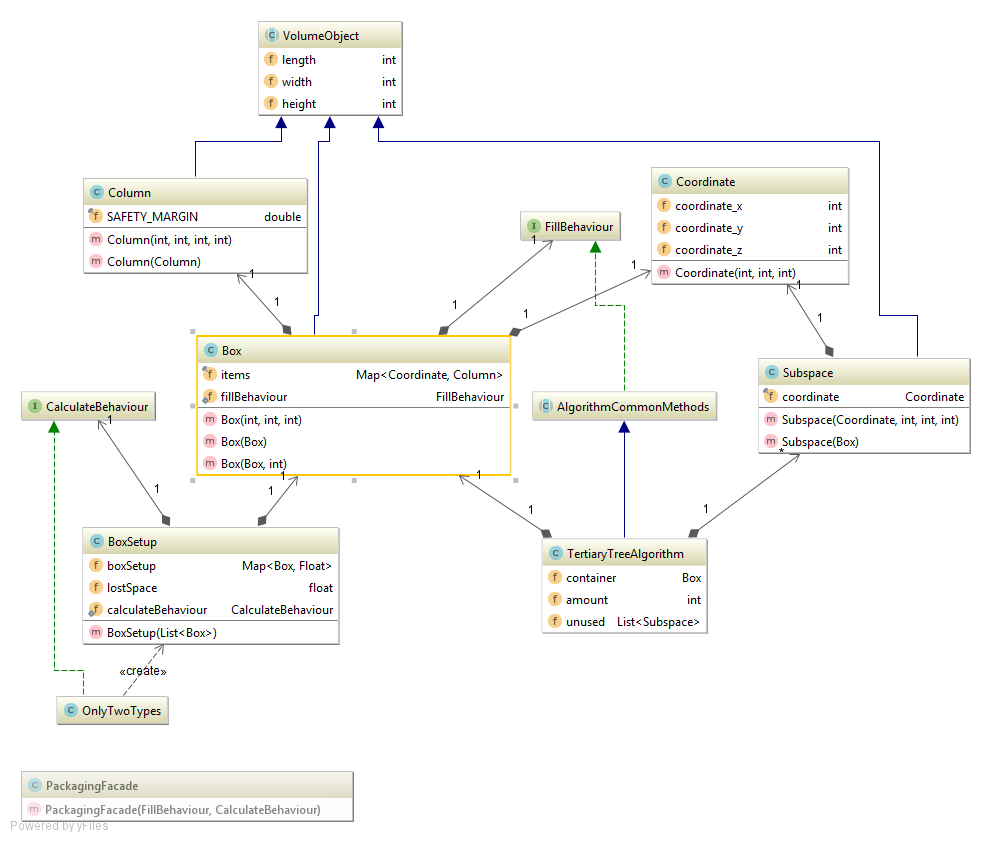 VolumeObject
length int
width int
height int
Column
SAFETY_MARGIN double
Column(int, int, int, int)
Column(Column)
Coordinate
coordinate_x int
coordinate_y int
coordinate_z int
Coordinate(int, int, int)
FillBehaviour
1
1
1
1
1
1
1
1
Box
items Map<Coordinate, Column>
fillBehaviour FillBehaviour
Box(int, int, int)
Box(Box)
Box(Box, int)
Subspace
coordinate Coordinate
Subspace(Coordinate, int, int, int)
Subspace(Box)
*
CalculateBehaviour
1
AlgorithmCommonMethods
1
1
1
1
1
1
BoxSetup
boxSetup Map<Box, Float>
lostSpace float
calculateBehaviour CalculateBehaviour
BoxSetup(List<Box>)
TertiaryTreeAlgorithm
container Box
amount int
unused List<Subspace>
«create»
OnlyTwoTypes
PackagingFacade
PackagingFacade(FillBehaviour, CalculateBehaviour)
Powered by yFiles